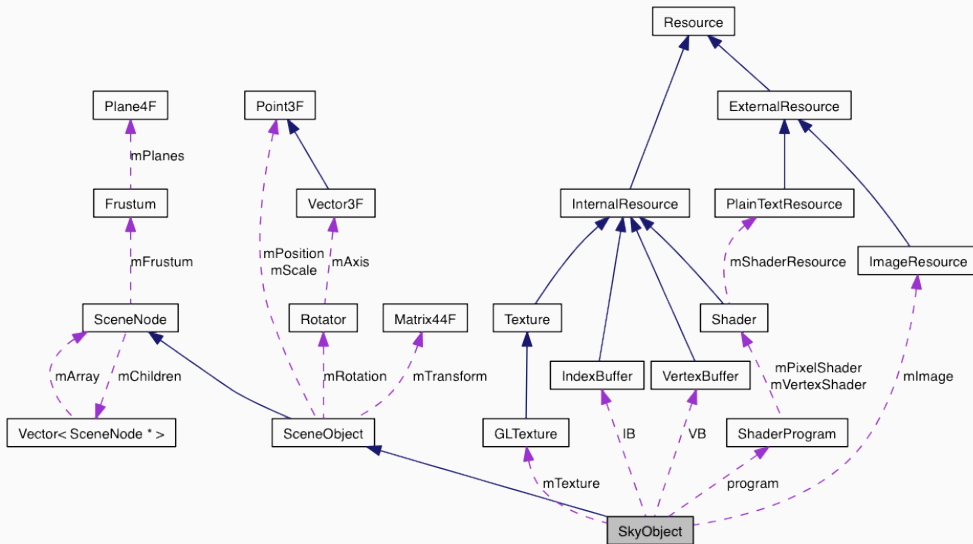 Resource
Plane4F
Point3F
ExternalResource
mPlanes
Frustum
Vector3F
InternalResource
PlainTextResource
mFrustum
mPosition
mScale
mAxis
mShaderResource
ImageResource
SceneNode
Rotator
Matrix44F
Texture
Shader
mArray
mChildren
mRotation
mTransform
IndexBuffer
VertexBuffer
mPixelShader
mVertexShader
mImage
Vector< SceneNode * >
SceneObject
GLTexture
IB
VB
ShaderProgram
mTexture
program
SkyObject